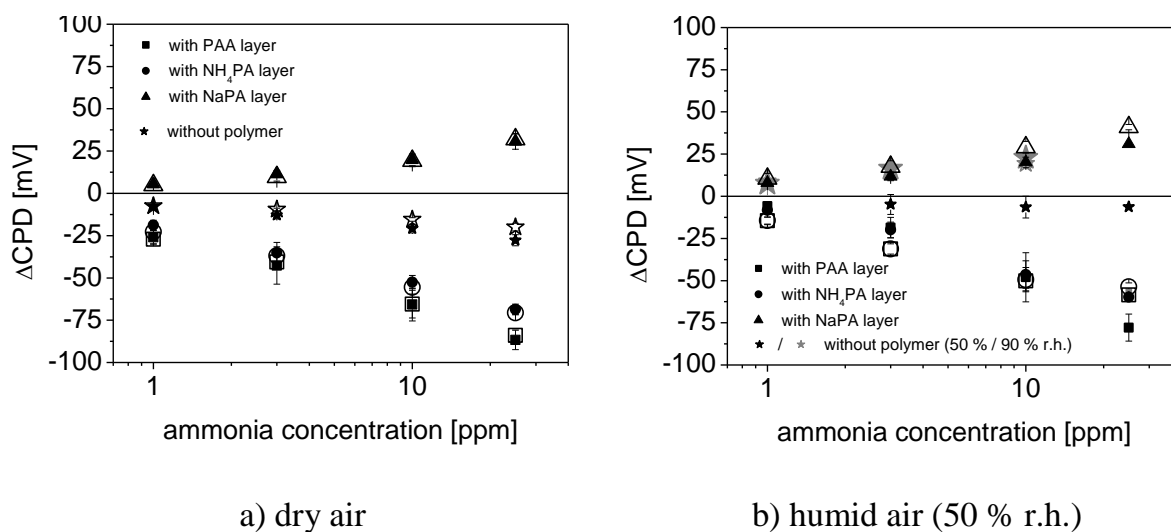 100
75
50
25
0
-25
-50
-75
-100
ΔCPD [mV]
with PAA layer
with NH4PA layer
with NaPA layer
without polymer
1
10
ammonia concentration [ppm]
a) dry air
100
75
50
25
0
-25
-50
-75
-100
ΔCPD [mV]
with PAA layer
with NH4PA layer
with NaPA layer
/ without polymer (50 % / 90 % r.h.)
1
10
ammonia concentration [ppm]
b) humid air (50 % r.h.)